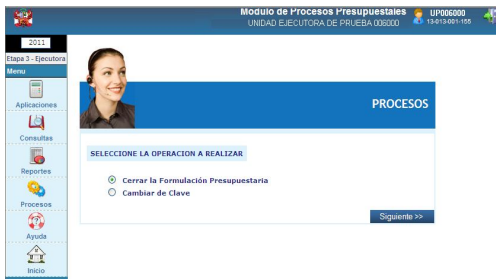 Modulo de Procesos Presupuestales
UNIDAD EJECUTORA DE PRUEBA 006000
UP006000
13-013-001-155
2011
Etapa 3 - Ejecutora
Menu
Aplicaciones
Consultas
Reportes
Procesos
Ayuda
Inicio
PROCESOS
SELECCIONE LA OPERACION A REALIZAR
Cerrar la Formulación Presupuestaria
Cambiar de Clave
Siguiente >>